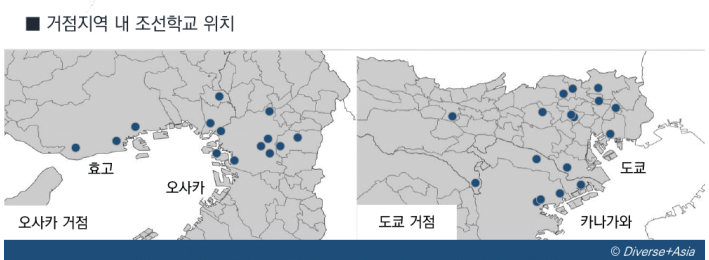 ■ 거점지역 내 조선학교 위치
효고
오사카
오사카 거점
도쿄
도쿄 거점
카나가와
© Diverse+Asia